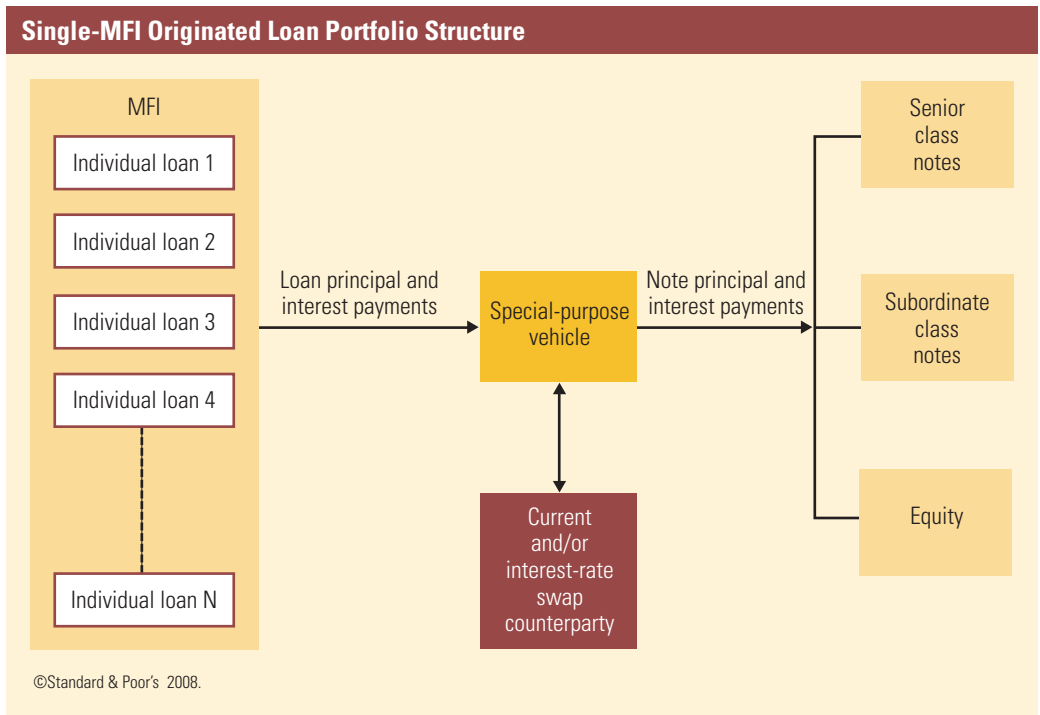 Single-MFI Originated Loan Portfolio Structure
MFI
Individual loan 1
Individual loan 2
Individual loan 3
Individual loan 4
Individual loan N
Loan principal and
interest payments
Special-purpose
vehicle
Current
and/or
interest-rate
swap
counterparty
Note principal and
interest payments
Senior
class
notes
Subordinate
class
notes
Equity
©Standard & Poor's 2008.